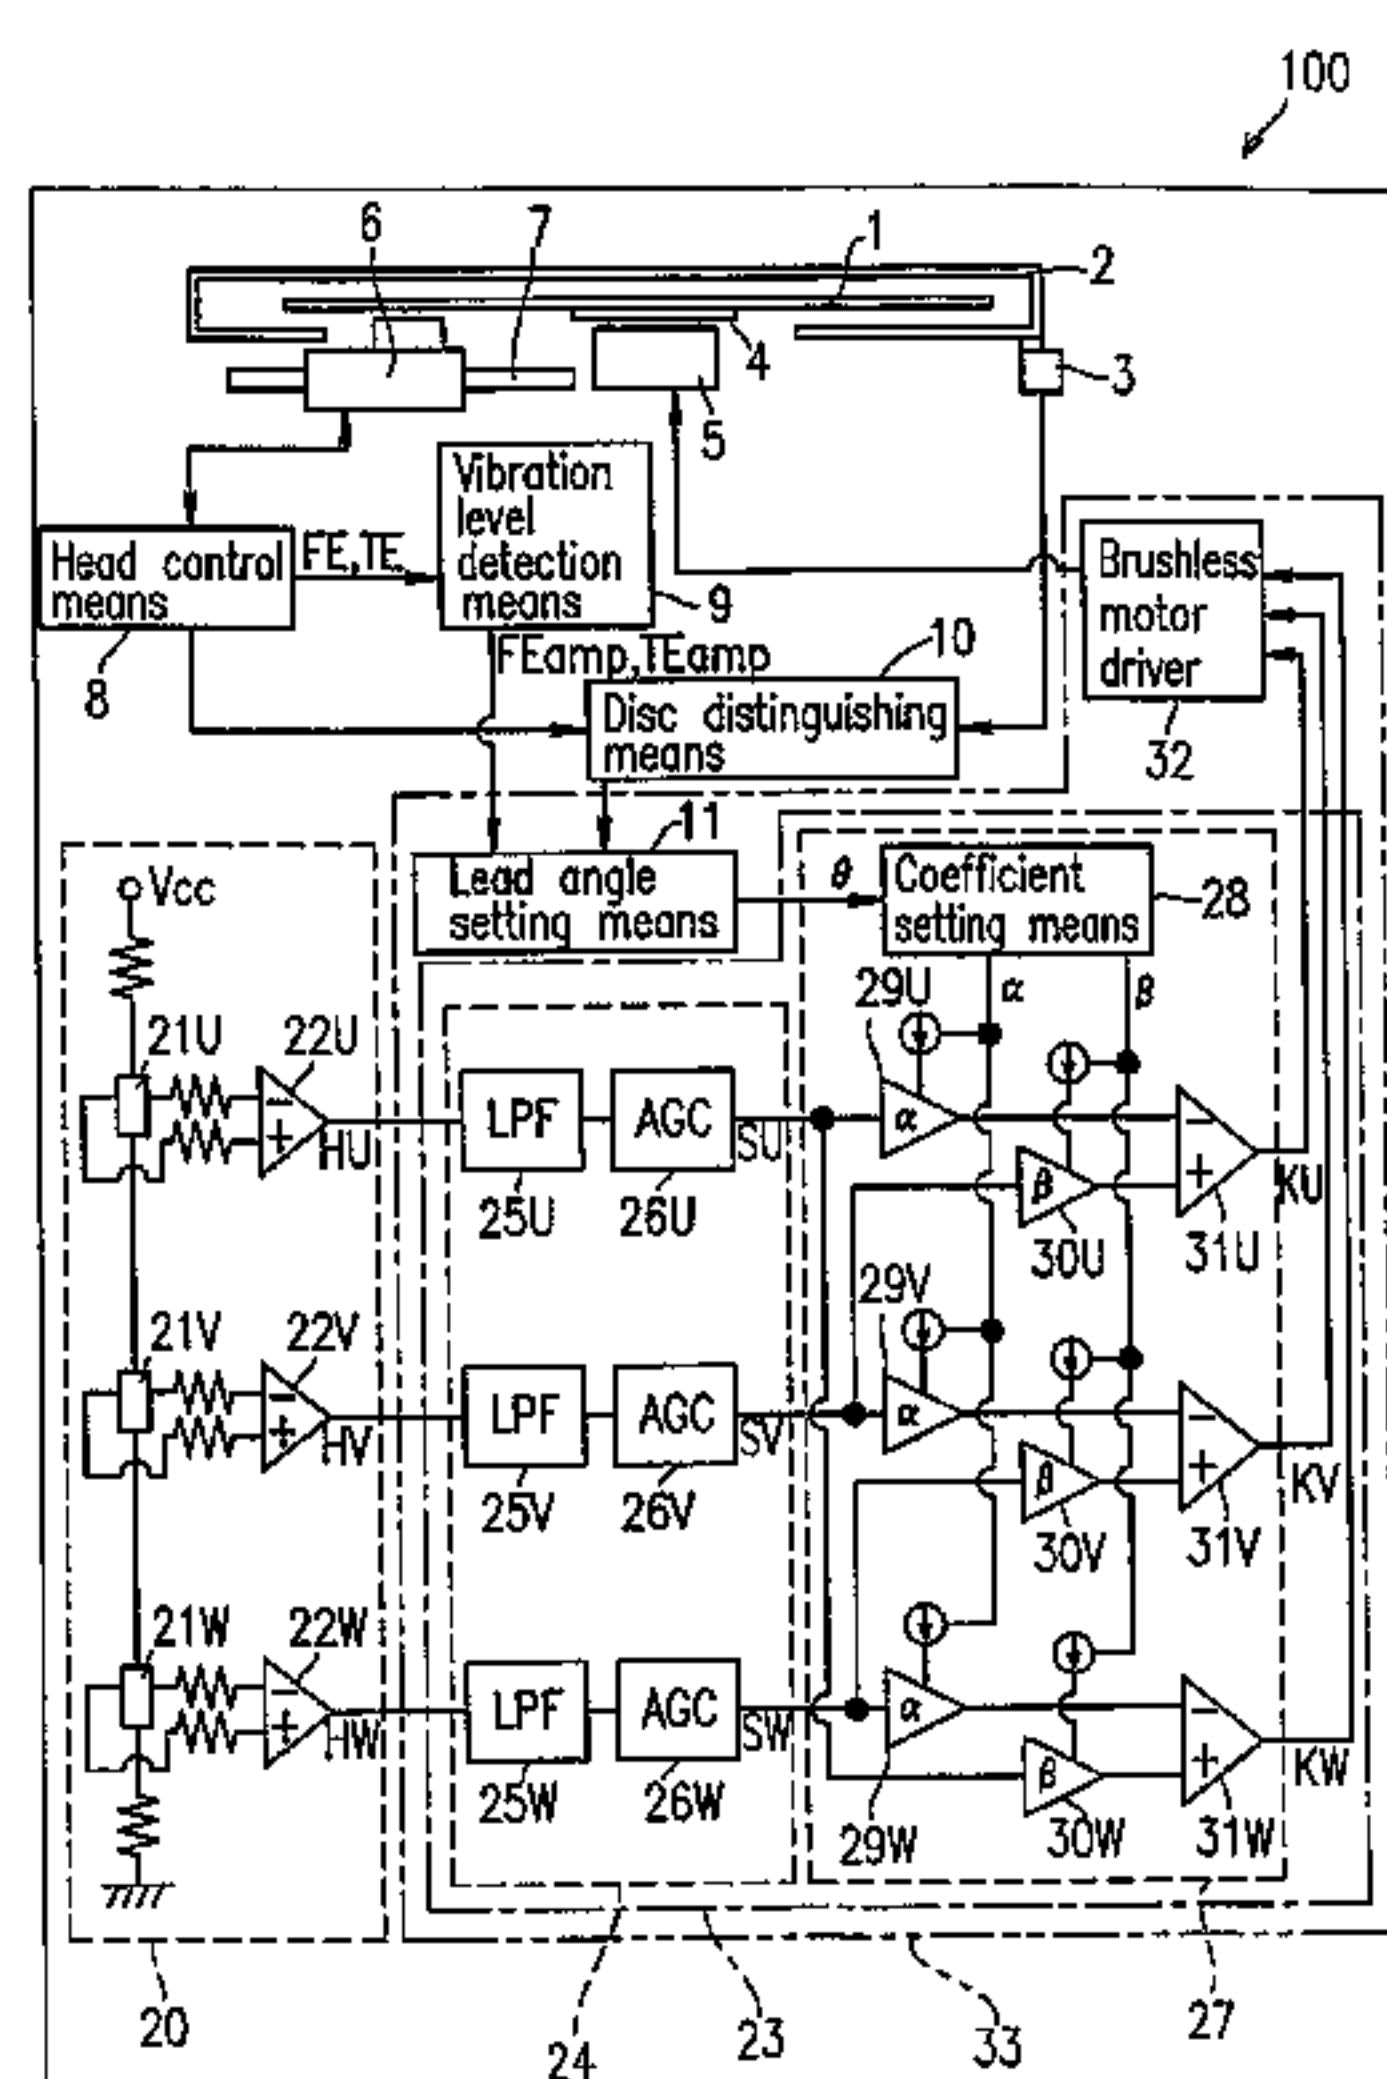 100
6
7
1
2
4
3
5
Vibration
level
detection
means
9
Head control
means
8
FE,TE
FEamp,TEamp
10
Disc distinguishing
means
Brushless
motor
driver
32
11
Lead angle
setting means
θ
Coefficient
setting means
28
Vcc
29U
α
β
21U
22U
HU
LPF
25U
AGC
26U
SU
α
β
30U
-
+
-
+
31U
KU
21V
22V
HV
-
+
LPF
25V
AGC
26V
SV
29V
α
β
30V
-
+
31V
KV
21W
22W
HW
-
+
LPF
25W
AGC
26W
SW
α
29W
β
30W
-
+
31W
KW
20
24
23
33
27